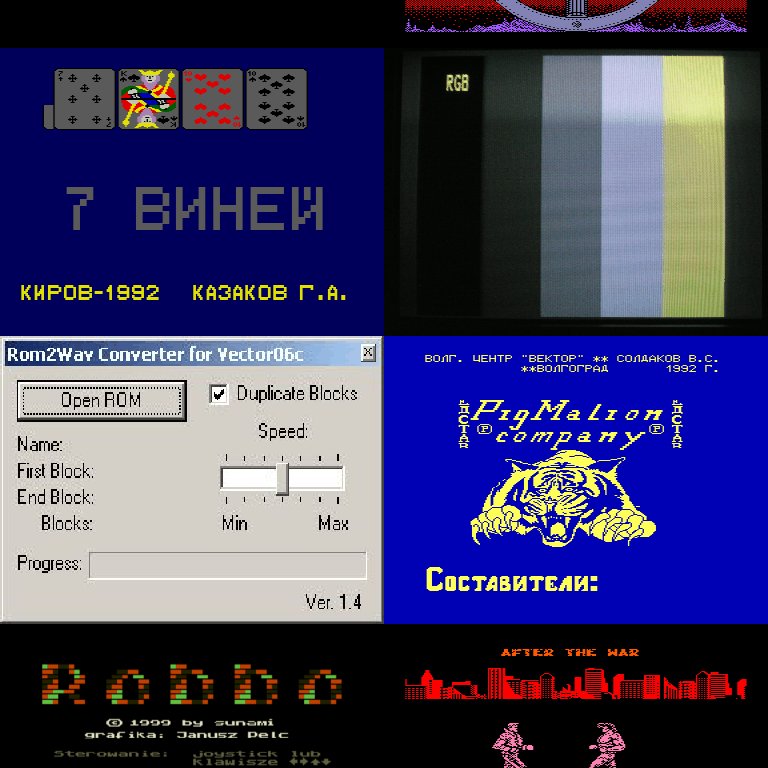 7 ВИНЕЙ
КИРОВ-1992 КАЗАКОВ Г.А.
RGB
Rom2Wav Converter for Vector06c
Open ROM
Duplicate Blocks
Speed:
Name:
First Block:
End Block:
Blocks:
Min Max
Progress:
Ver. 1.4
ВОЛГ. ЦЕНТР "ВЕКТОР" ** СОЛДАКОВ В.С.
**ВОЛГОГРАД 1992 Г.
PigMalion
company
Составители:
Robbo
© 1999 by sunami
grafika: Janusz Pelc
Sterowanie: joystick lub
klawisze
AFTER THE WAR